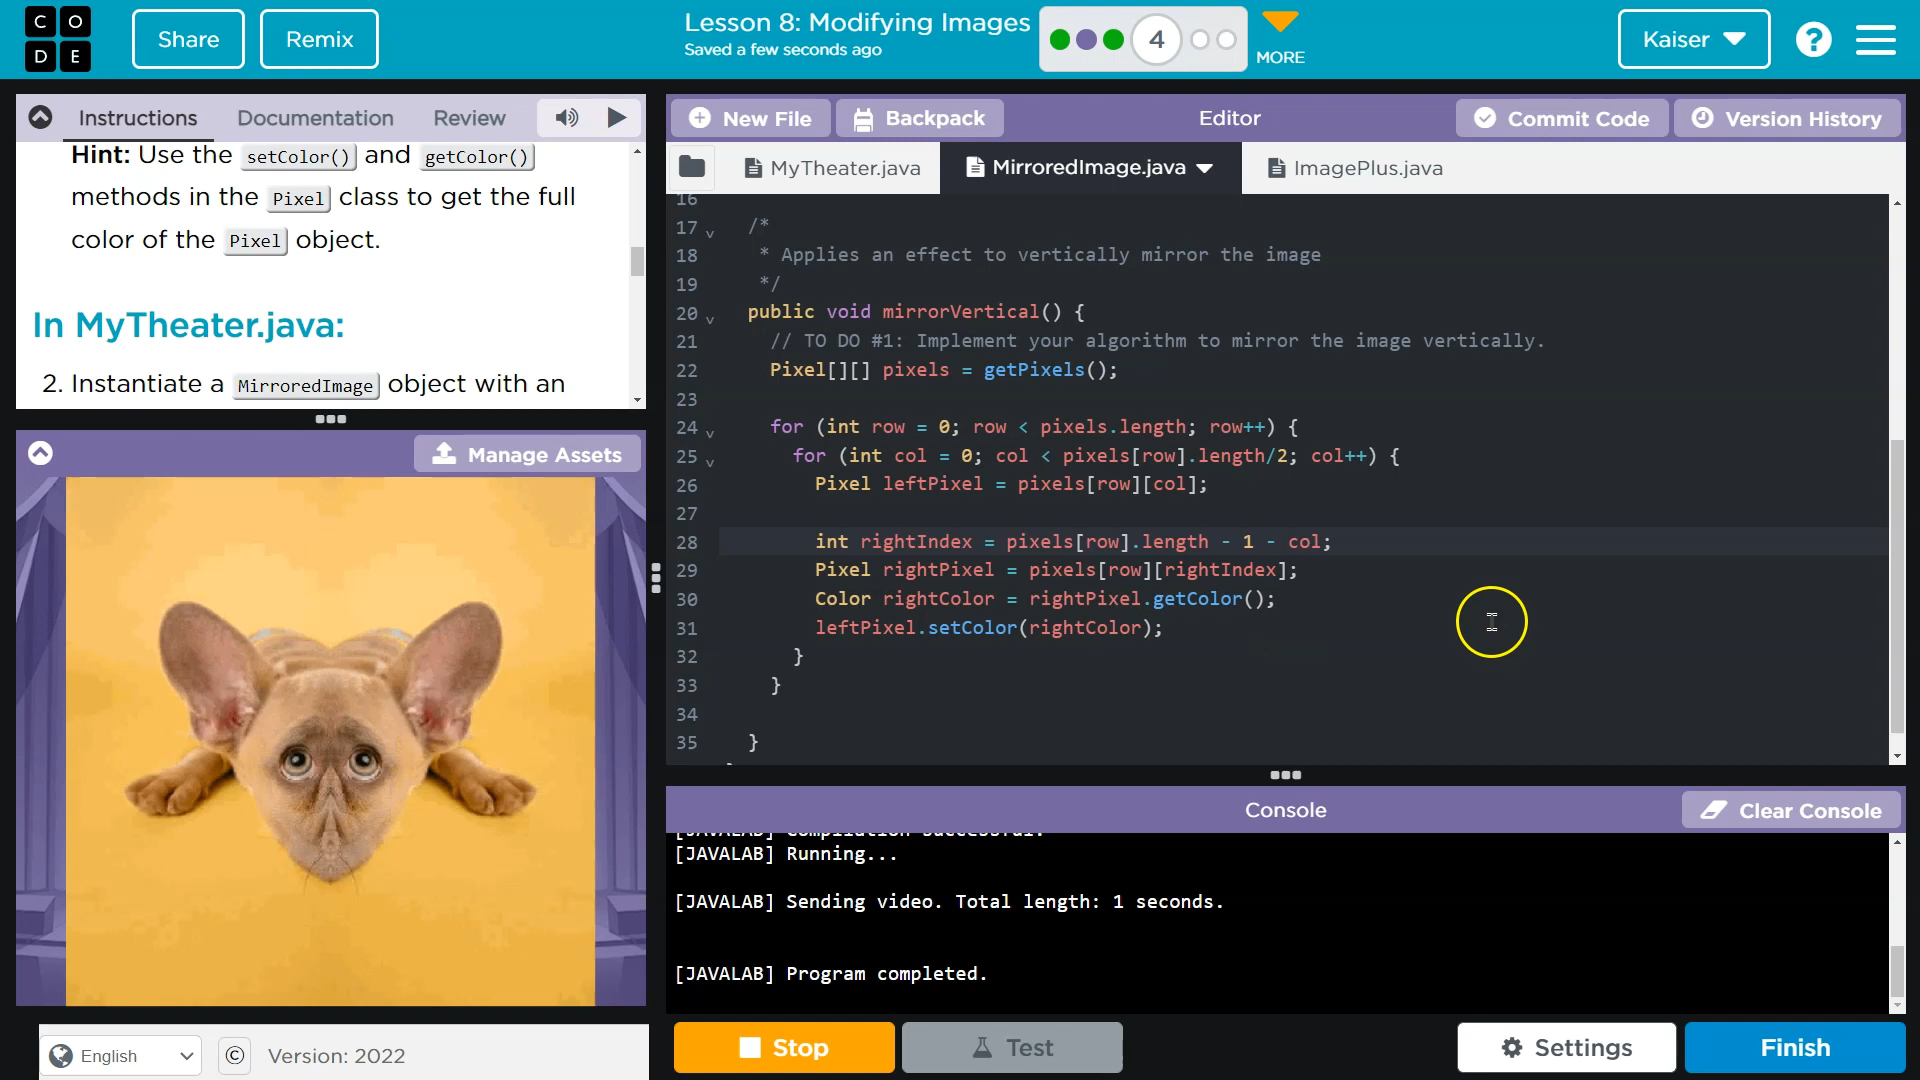 C O
D E
Share
Remix
Lesson 8: Modifying Images
Saved a few seconds ago
4
MORE
Kaiser
?
Instructions
Documentation
Review
Hint: Use the setColor() and getColor()
methods in the Pixel class to get the full
color of the Pixel object.
In MyTheater.java:
2. Instantiate a MirroredImage object with an
Manage Assets
New File
Backpack
Editor
Commit Code
Version History
MyTheater.java
MirroredImage.java
ImagePlus.java
16
17 /*
18 * Applies an effect to vertically mirror the image
19 */
20 public void mirrorVertical() {
21 // TO DO #1: Implement your algorithm to mirror the image vertically.
22 Pixel[][] pixels = getPixels();
23
24 for (int row = 0; row < pixels.length; row++) {
25 for (int col = 0; col < pixels[row].length/2; col++) {
26 Pixel leftPixel = pixels[row][col];
27
28 int rightIndex = pixels[row].length - 1 - col;
29 Pixel rightPixel = pixels[row][rightIndex];
30 Color rightColor = rightPixel.getColor();
31 leftPixel.setColor(rightColor);
32 }
33 }
34
35 }
Console
Clear Console
[JAVALAB] Compilation successful.
[JAVALAB] Running...
[JAVALAB] Sending video. Total length: 1 seconds.
[JAVALAB] Program completed.
English
©
Version: 2022
Stop
Test
Settings
Finish